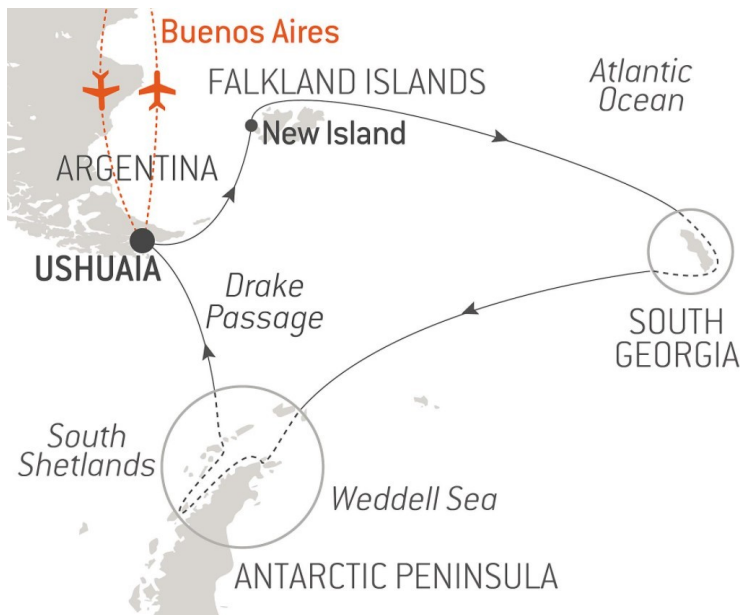 Buenos Aires
FALKLAND ISLANDS
Atlantic
Ocean
New Island
ARGENTINA
USHUAIA
Drake
Passage
SOUTH
GEORGIA
South
Shetlands
Weddell Sea
ANTARCTIC PENINSULA